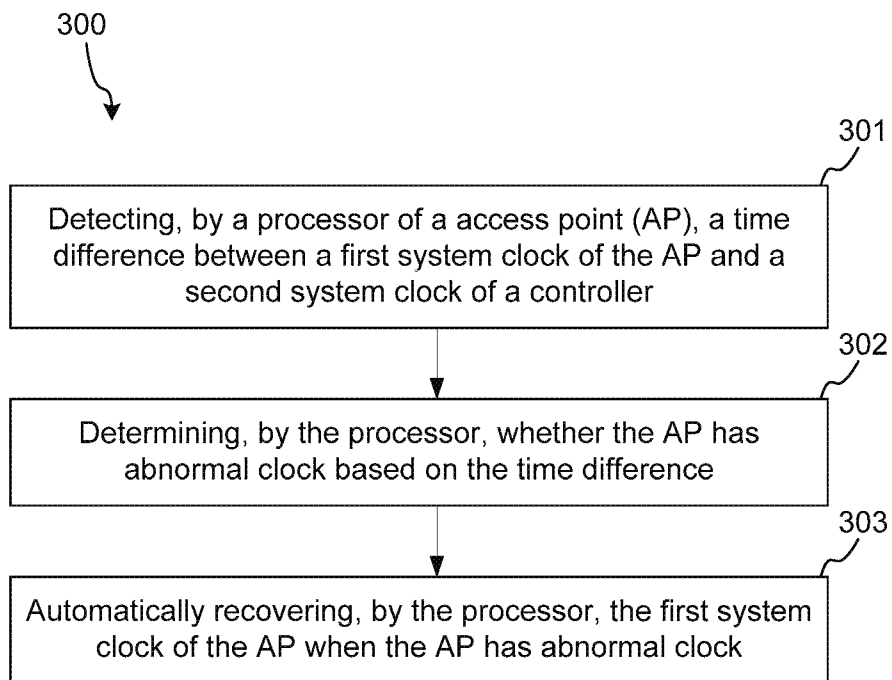 300
301
Detecting, by a processor of a access point (AP), a time
difference between a first system clock of the AP and a
second system clock of a controller
302
Determining, by the processor, whether the AP has
abnormal clock based on the time difference
303
Automatically recovering, by the processor, the first system
clock of the AP when the AP has abnormal clock